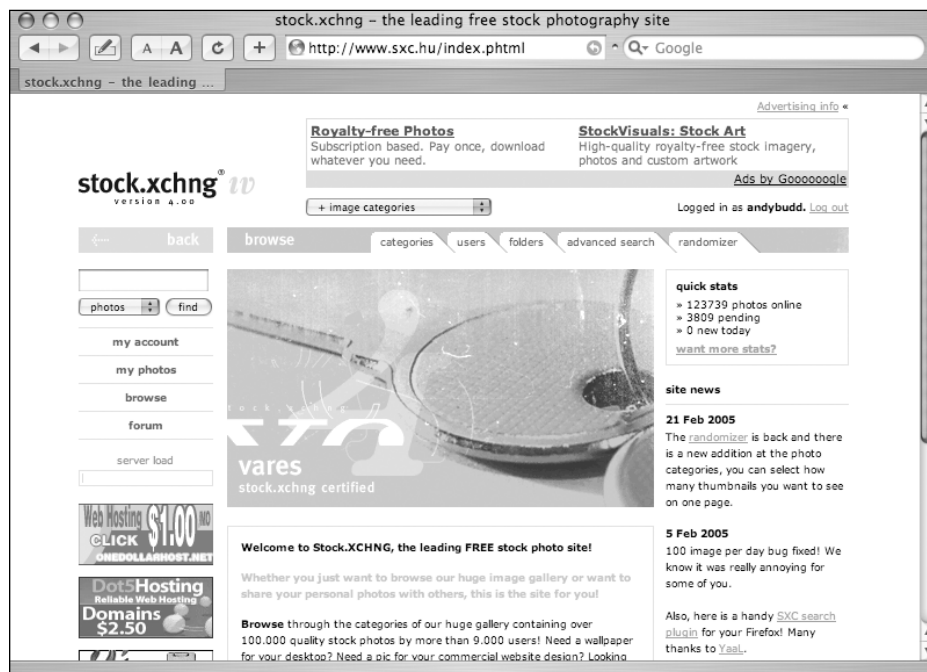 stock.xchng – the leading free stock photography site
A A C + http://www.sxc.hu/index.phtml Q Google
stock.xchng – the leading ...
Advertising info «
Royalty-free Photos
Subscription based. Pay once, download
whatever you need.
StockVisuals: Stock Art
High-quality royalty-free stock imagery,
photos and custom artwork
Ads by Goooooogle
stock.xchng® iv
version 4.00
+ image categories
Logged in as andybudd. Log out
back
browse
categories users folders advanced search randomizer
photos find
my account
my photos
browse
forum
server load
Web Hosting $1.00 MO
CLICK
ONEDOLLARHOST.NET
Dot5Hosting
Reliable Web Hosting
Domains
$2.50
stock.xchng
vares
stock.xchng certified
Welcome to Stock.XCHNG, the leading FREE stock photo site!
Whether you just want to browse our huge image gallery or want to
share your personal photos with others, this is the site for you!
Browse through the categories of our huge gallery containing over
100.000 quality stock photos by more than 9.000 users! Need a wallpaper
for your desktop? Need a pic for your commercial website design? Looking
quick stats
» 123739 photos online
» 3809 pending
» 0 new today
want more stats?
site news
21 Feb 2005
The randomizer is back and there
is a new addition at the photo
categories, you can select how
many thumbnails you want to see
on one page.
5 Feb 2005
100 image per day bug fixed! We
know it was really annoying for
some of you.
Also, here is a handy SXC search
plugin for your Firefox! Many
thanks to YaaL.